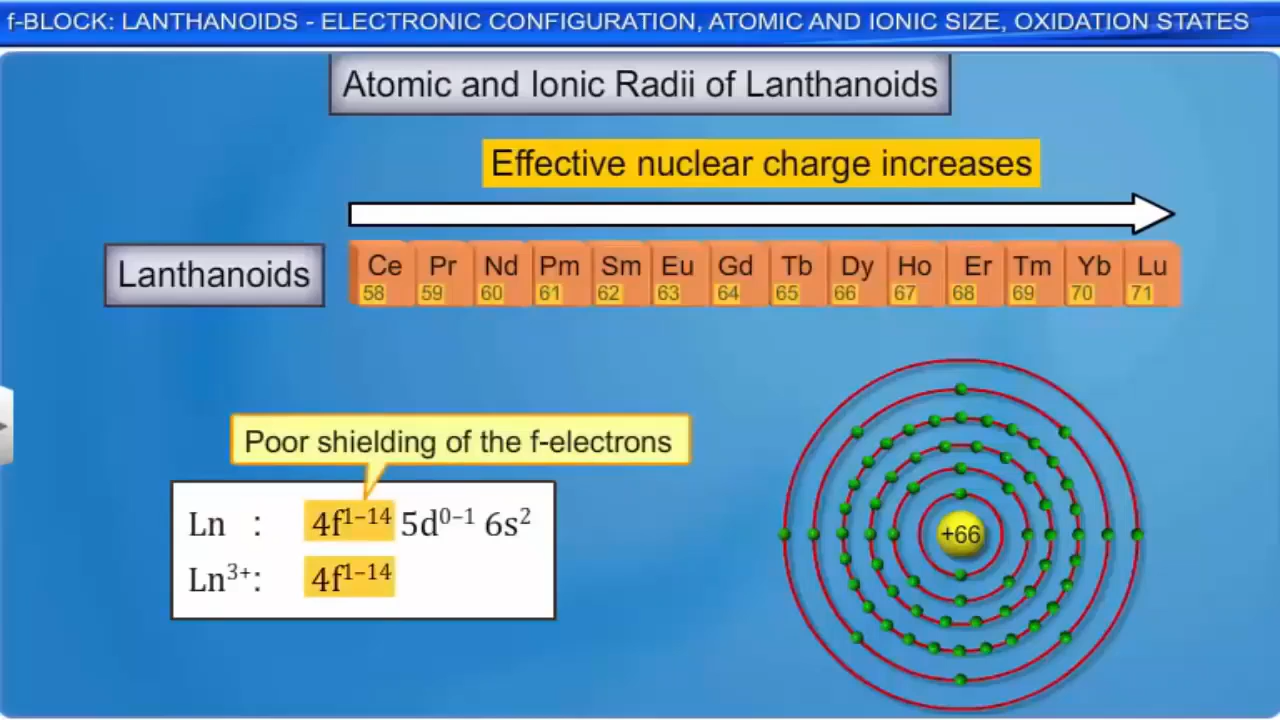 f-BLOCK: LANTHANOIDS - ELECTRONIC CONFIGURATION, ATOMIC AND IONIC SIZE, OXIDATION STATES
Atomic and Ionic Radii of Lanthanoids
Effective nuclear charge increases
Lanthanoids
Ce Pr Nd Pm Sm Eu Gd Tb Dy Ho Er Tm Yb Lu
58 59 60 61 62 63 64 65 66 67 68 69 70 71
Poor shielding of the f-electrons
Ln : 4f¹⁻¹⁴ 5d⁰⁻¹ 6s²
Ln³⁺: 4f¹⁻¹⁴
+66